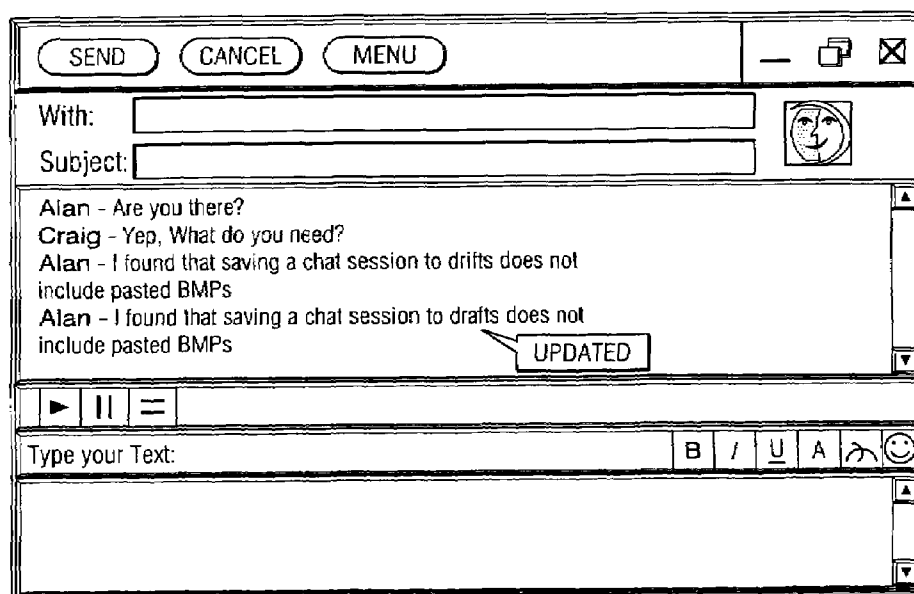 SEND CANCEL MENU
With:
Subject:
Alan - Are you there?
Craig - Yep, What do you need?
Alan - I found that saving a chat session to drifts does not
include pasted BMPs
Alan - I found that saving a chat session to drafts does not
include pasted BMPs
UPDATED
Type your Text: B I U A